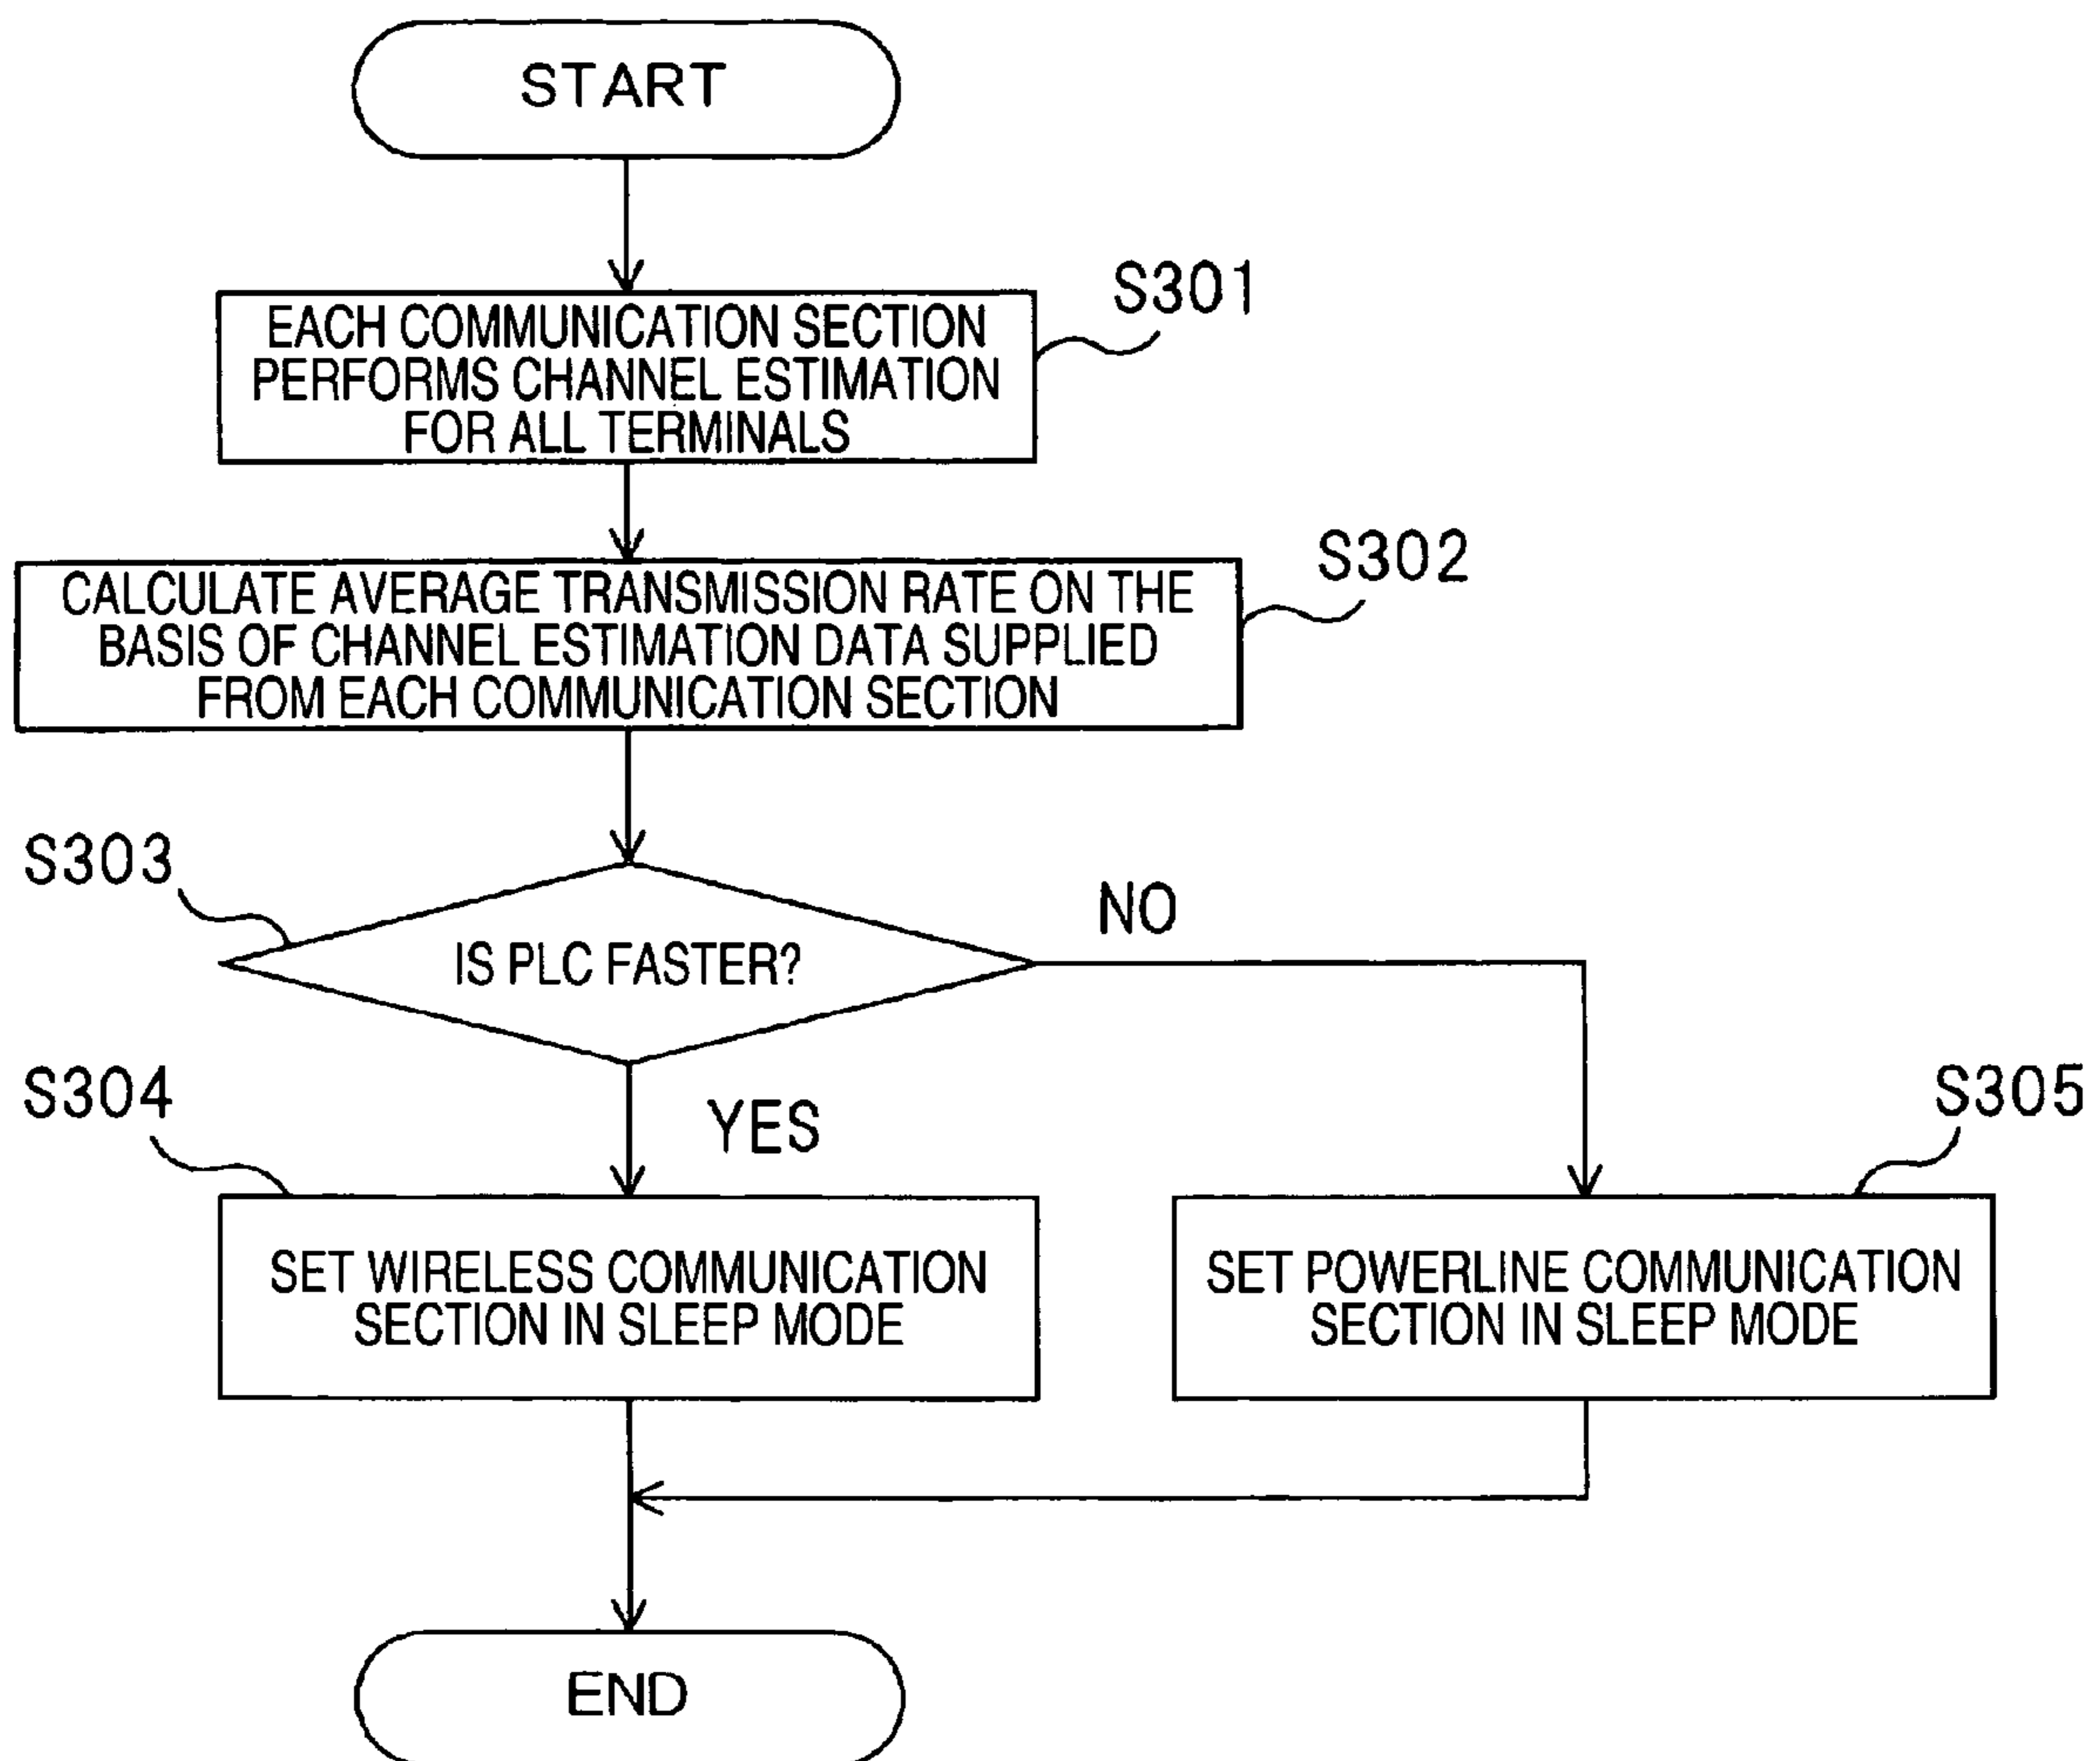 START
S301
EACH COMMUNICATION SECTION
PERFORMS CHANNEL ESTIMATION
FOR ALL TERMINALS
S302
CALCULATE AVERAGE TRANSMISSION RATE ON THE
BASIS OF CHANNEL ESTIMATION DATA SUPPLIED
FROM EACH COMMUNICATION SECTION
S303
IS PLC FASTER?
NO
YES
S304
SET WIRELESS COMMUNICATION
SECTION IN SLEEP MODE
S305
SET POWERLINE COMMUNICATION
SECTION IN SLEEP MODE
END